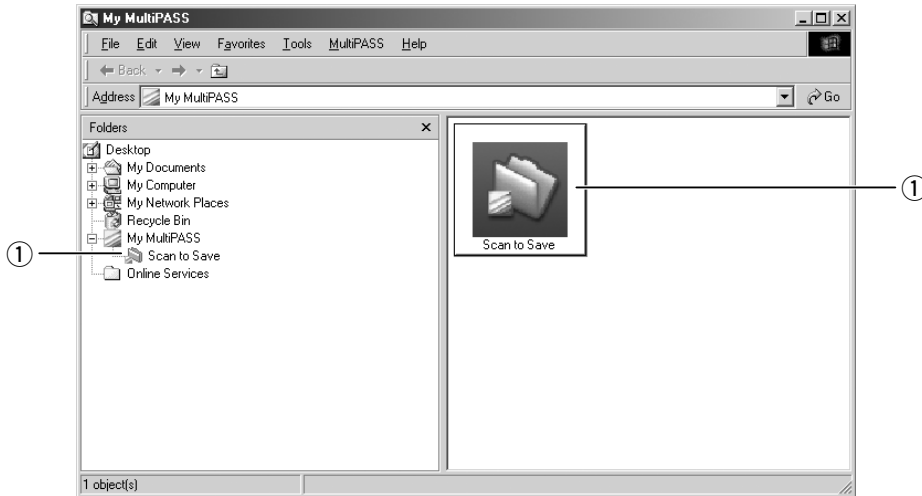 My MultiPASS
File Edit View Favorites Tools MultiPASS Help
Back
Address My MultiPASS Go
Folders
Desktop
My Documents
My Computer
My Network Places
Recycle Bin
My MultiPASS
Scan to Save
Online Services
Scan to Save
①
①
1 object(s)